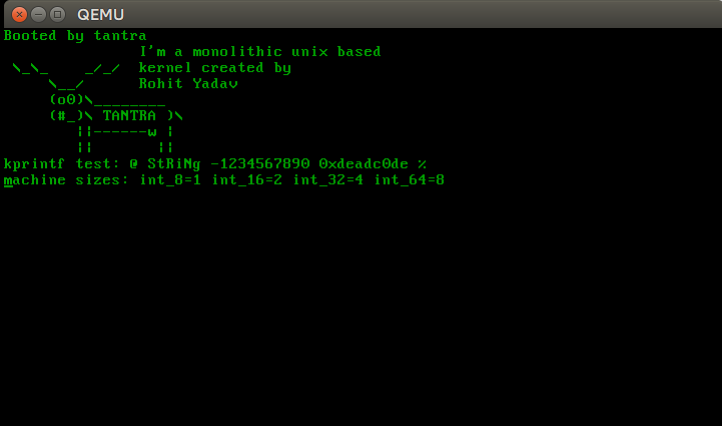 QEMU
Booted by tantra
               I'm a monolithic unix based
 \_\_    _/_/  kernel created by
     \__/      Rohit Yadav
     (o0)\________
     (#_)\ TANTRA )\
        ||------w |
        ||       ||
kprintf test: @ StRiNg -1234567890 0xdeadc0de %
machine sizes: int_8=1 int_16=2 int_32=4 int_64=8